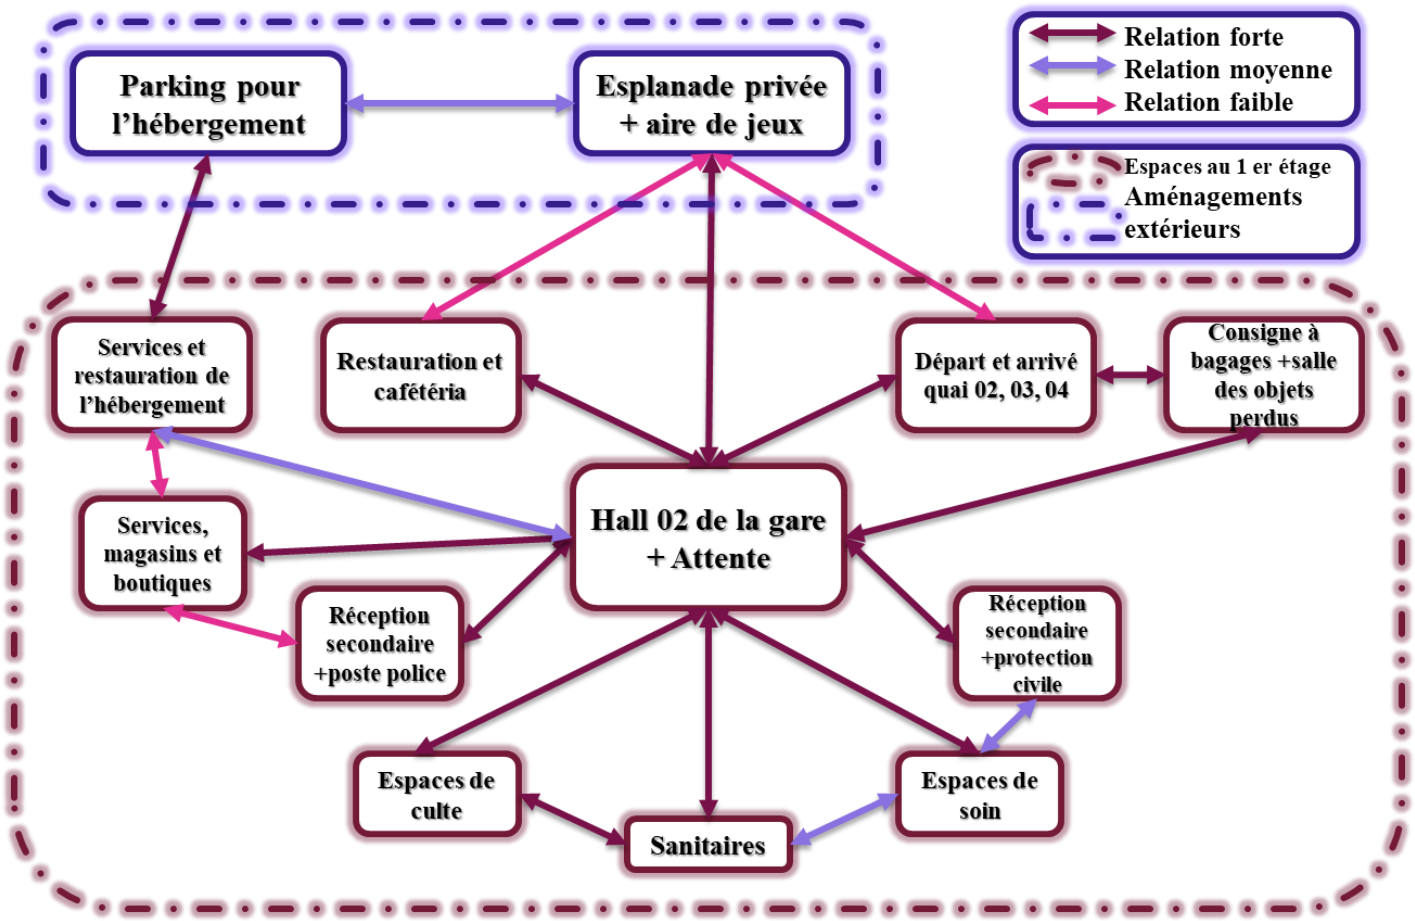 Parking pour
l'hébergement
Esplanade privée
+ aire de jeux
Relation forte
Relation moyenne
Relation faible
Espaces au 1 er étage
Aménagements
extérieurs
Services et
restauration de
l'hébergement
Restauration et
cafétéria
Départ et arrivé
quai 02, 03, 04
Consigne à
bagages +salle
des objets
perdus
Hall 02 de la gare
+ Attente
Services,
magasins et
boutiques
Réception
secondaire
+poste police
Réception
secondaire
+protection
civile
Espaces de
culte
Sanitaires
Espaces de
soin